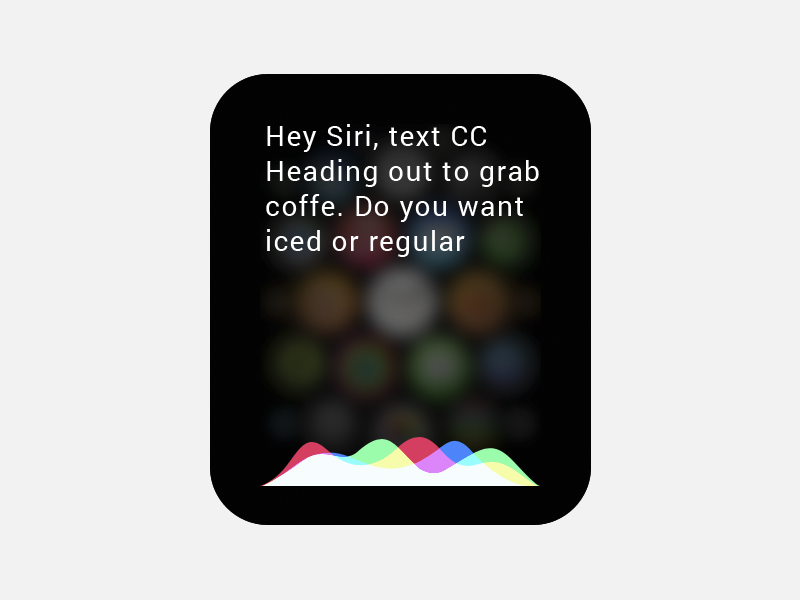 Hey Siri, text CC
Heading out to grab
coffe. Do you want
iced or regular